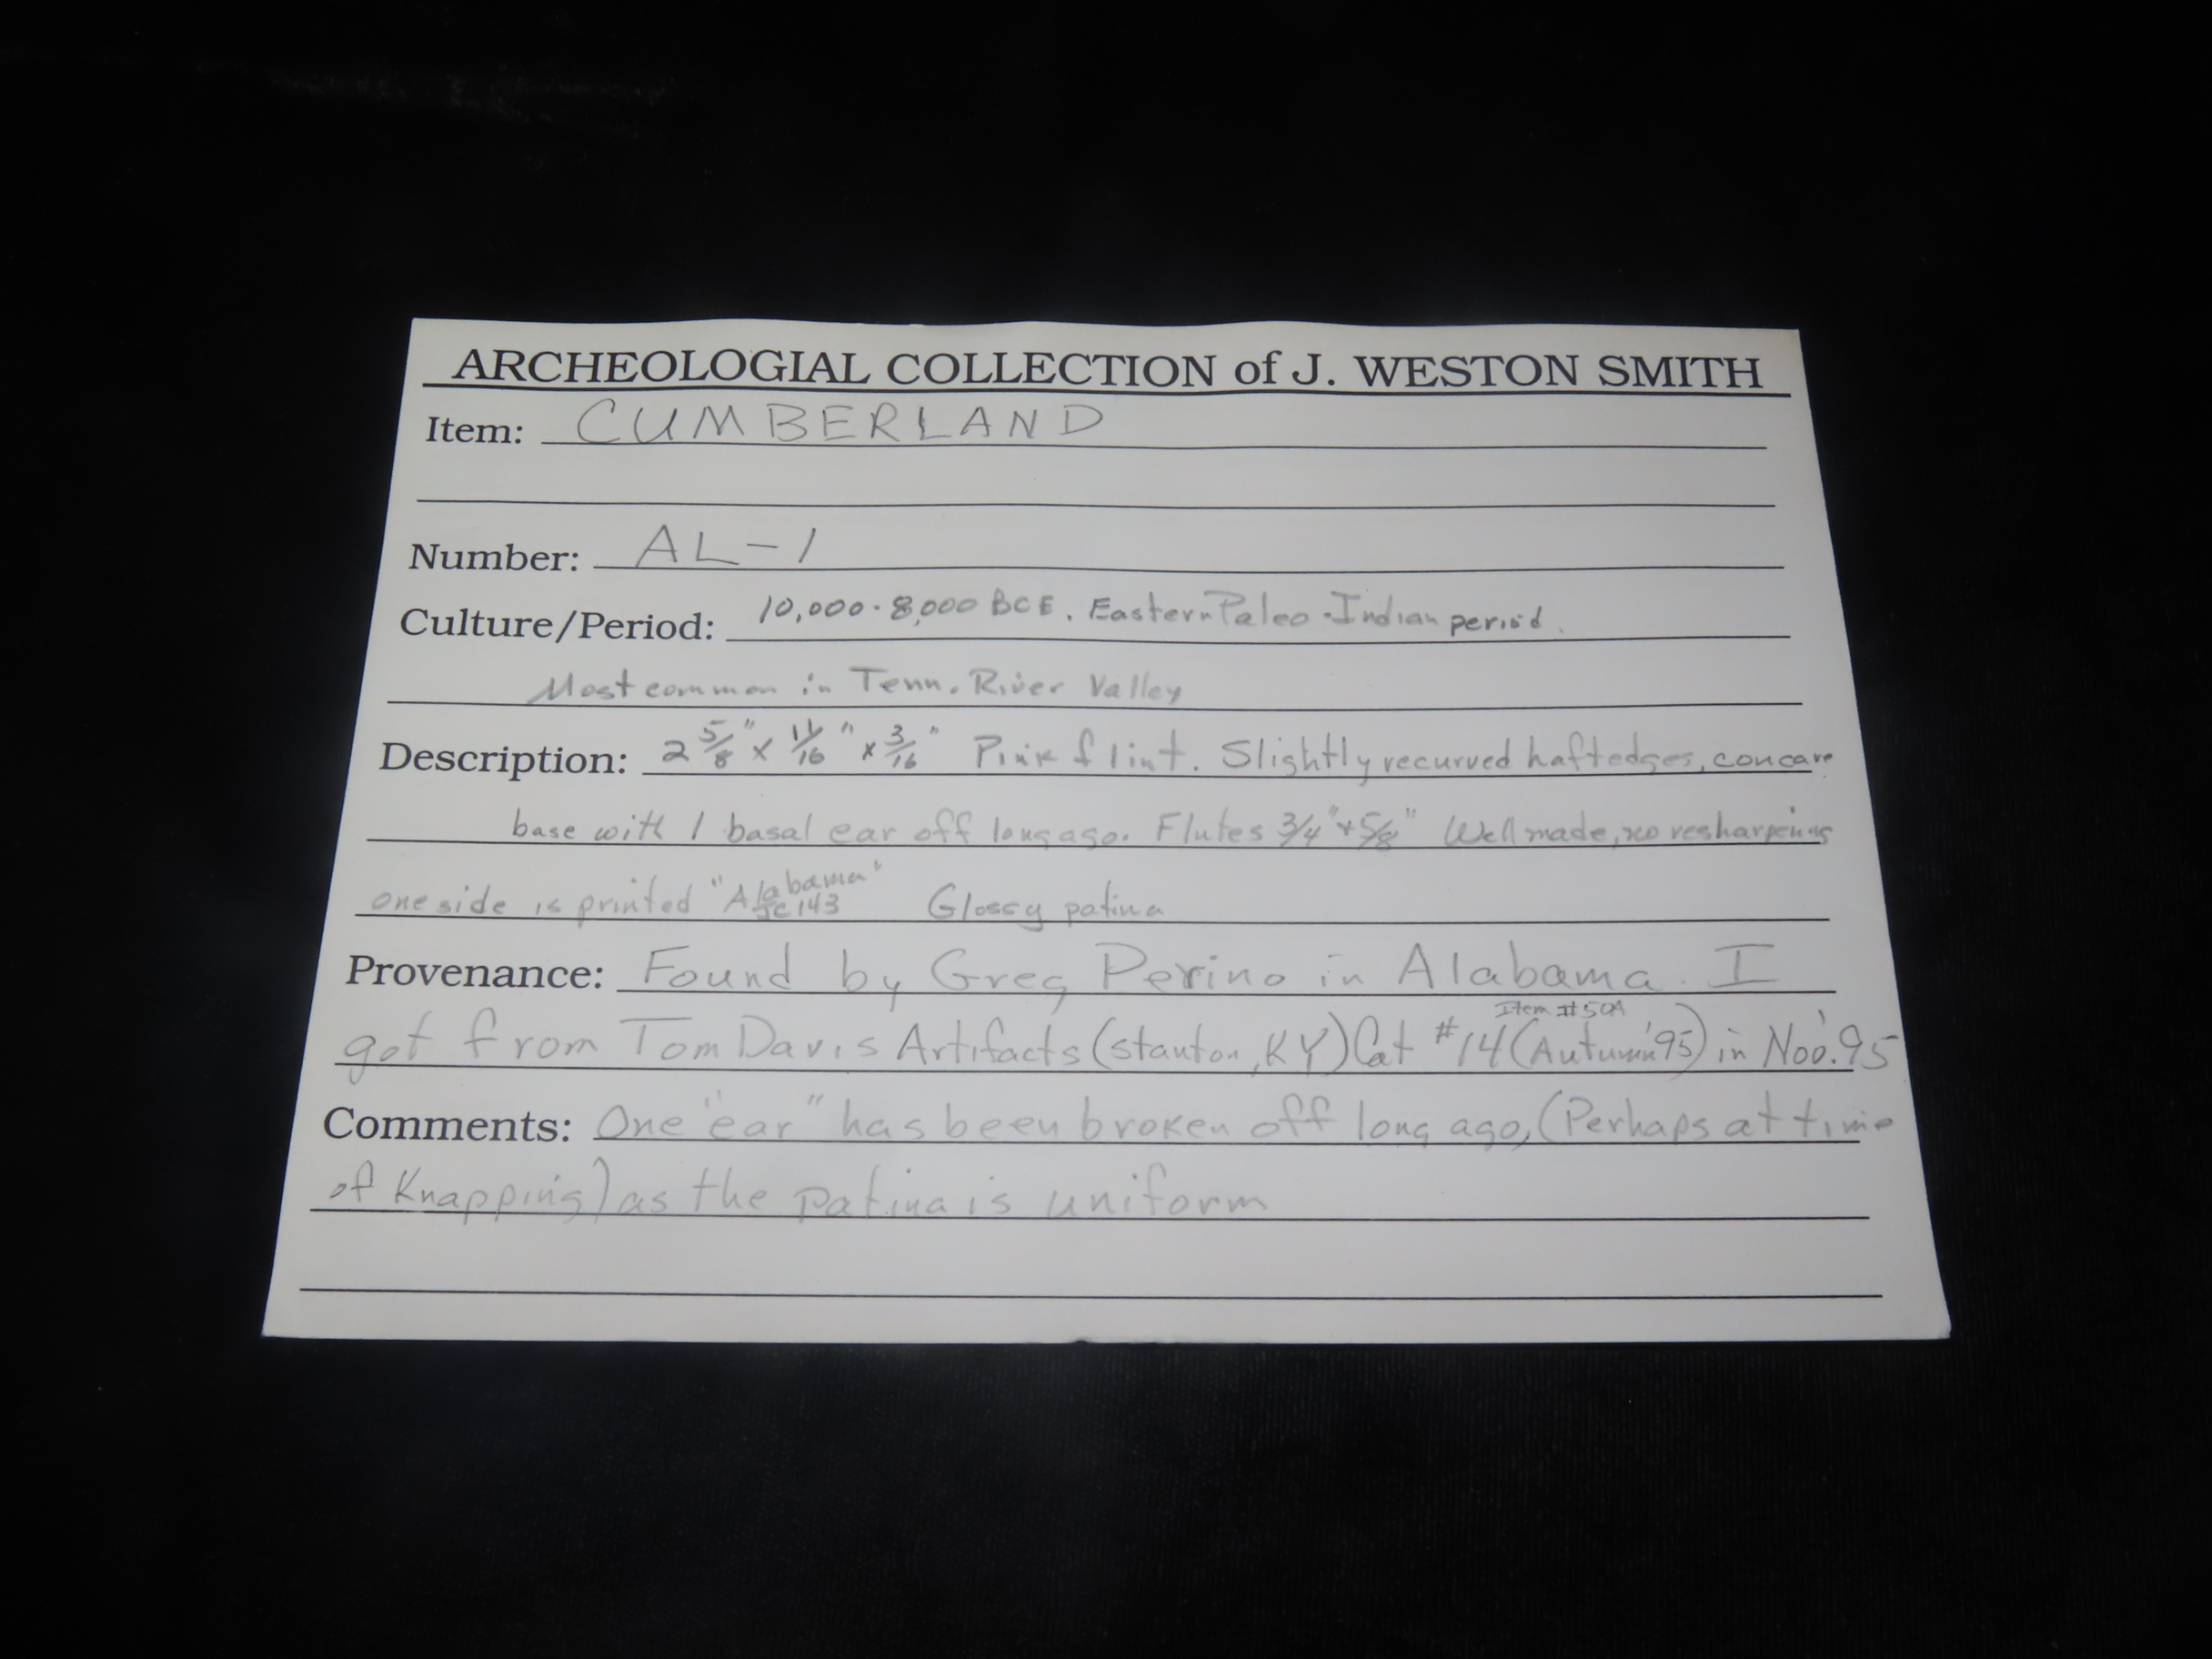 ARCHEOLOGIAL COLLECTION of J. WESTON SMITH
Item: CUMBERLAND
Number: AL-1
Culture/Period: 10,000-8,000 BCE. Eastern Paleo-Indian period.
Most common in Tenn. River Valley
Description: 2 5/8" x 11/16" x 3/16" Pink flint. Slightly recurved haft edges, concave
base with 1 basal ear off long ago. Flutes 3/4" + 5/8" Well made, no resharpening
one side is printed "Alabama" JC143 Glossy patina
Provenance: Found by Greg Perino in Alabama. I
Item #50A
got from Tom Davis Artifacts (Stanton, KY) Cat #14 (Autumn '95) in Nov. '95
Comments: One "ear" has been broken off long ago, (Perhaps at time
of Knapping) as the patina is uniform